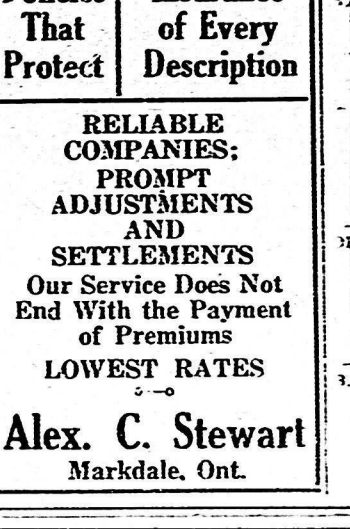 That
Protect
of Every
Description
RELIABLE
COMPANIES;
PROMPT
ADJUSTMENTS
AND
SETTLEMENTS
Our Service Does Not
End With the Payment
of Premiums
LOWEST RATES
Alex. C. Stewart
Markdale, Ont.